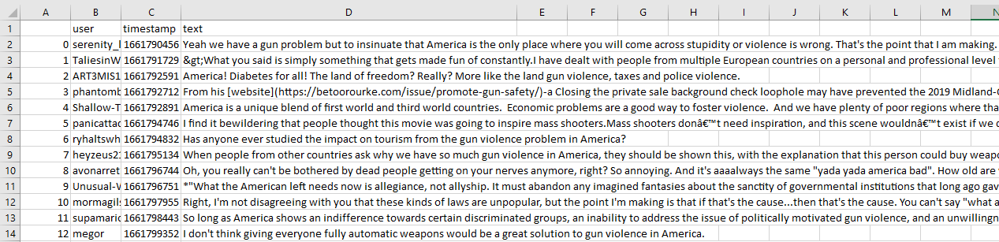 A B C D E F G H I J K L M N
1 user timestamp text
2 0 serenity_l 1661790456 Yeah we have a gun problem but to insinuate that America is the only place where you will come across stupidity or violence is wrong. That's the point that I am making.
3 1 TaliesinW 1661791729 &gt;What you said is simply something that gets made fun of constantly.I have dealt with people from multiple European countries on a personal and professional level
4 2 ART3MIS1 1661792591 America! Diabetes for all! The land of freedom? Really? More like the land gun violence, taxes and police violence.
5 3 phantomb 1661792712 From his [website](https://betoorourke.com/issue/promote-gun-safety/)-a Closing the private sale background check loophole may have prevented the 2019 Midland-O
6 4 Shallow-T 1661792891 America is a unique blend of first world and third world countries.  Economic problems are a good way to foster violence.  And we have plenty of poor regions where tha
7 5 panicattac 1661794746 I find it bewildering that people thought this movie was going to inspire mass shooters.Mass shooters donâ€™t need inspiration, and this scene wouldnâ€™t exist if we d
8 6 ryhaltswh 1661794832 Has anyone ever studied the impact on tourism from the gun violence problem in America?
9 7 heyzeus21 1661795134 When people from other countries ask why we have so much gun violence in America, they should be shown this, with the explanation that this person could buy weapo
10 8 avonarret 1661796744 Oh, you really can't be bothered by dead people getting on your nerves anymore, right? So annoying. And it's aaaalways the same "yada yada america bad". How old are
11 9 Unusual-V 1661796751 *"What the American left needs now is allegiance, not allyship. It must abandon any imagined fantasies about the sanctity of governmental institutions that long ago gav
12 10 mormagils 1661797955 Right, I'm not disagreeing with you that these kinds of laws are unpopular, but the point I'm making is that if that's the cause...then that's the cause. You can't say "what a
13 11 supamario 1661798443 So long as America shows an indifference towards certain discriminated groups, an inability to address the issue of politically motivated gun violence, and an unwillingn
14 12 megor 1661799352 I don't think giving everyone fully automatic weapons would be a great solution to gun violence in America.